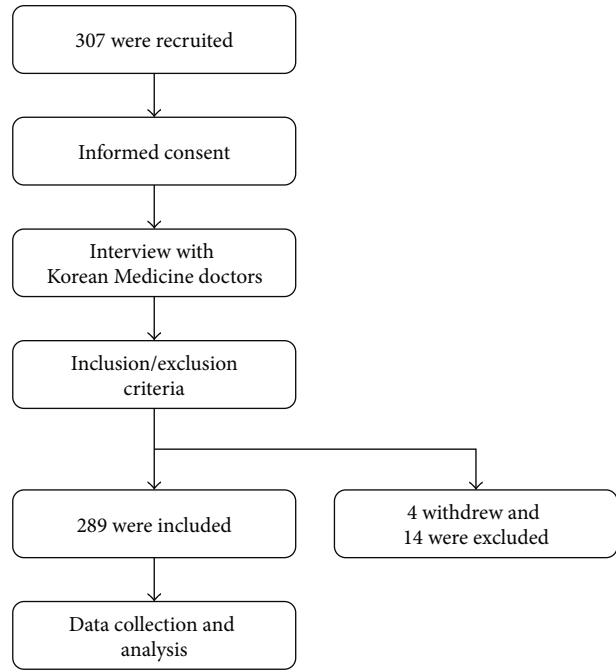 307 were recruited
Informed consent
Interview with
Korean Medicine doctors
Inclusion/exclusion
criteria
289 were included
4 withdrew and
14 were excluded
Data collection and
analysis